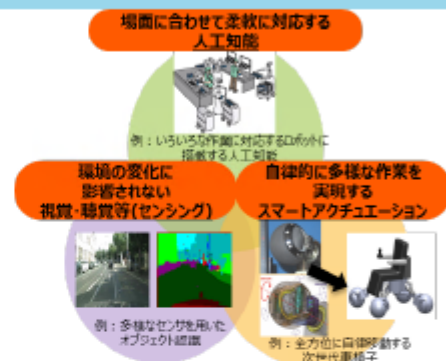 場面に合わせて柔軟に対応する
人工知能
例：いろいろな作業に対応するロボットに
搭載する人工知能
環境の変化に
影響されない
視覚・聴覚等(センシング)
自律的に多様な作業を
実現する
スマートアクチュエーション
例：多様なセンサを用いた
オブジェクト認識
例：全方位に自律移動する
次世代車椅子